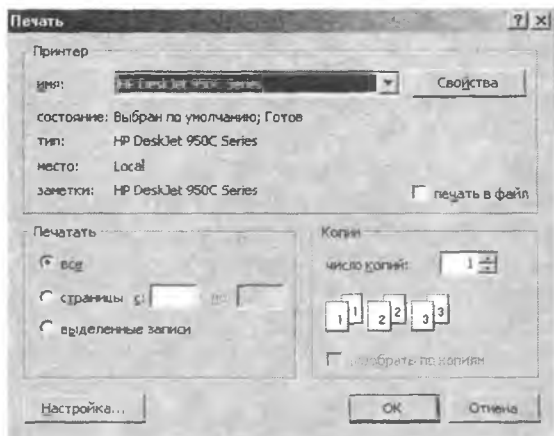 Печать
Принтер
имя: HP DeskJet 950C Series Свойства
состояние: Выбран по умолчанию; Готов
тип: HP DeskJet 950C Series
место: Local
заметки: HP DeskJet 950C Series
печать в файл
Печатать
все
страницы с: по:
выделенные записи
Копии
число копий: 1
1 1 2 2 3 3
разобрать по копиям
Настройка...
OK Отмена